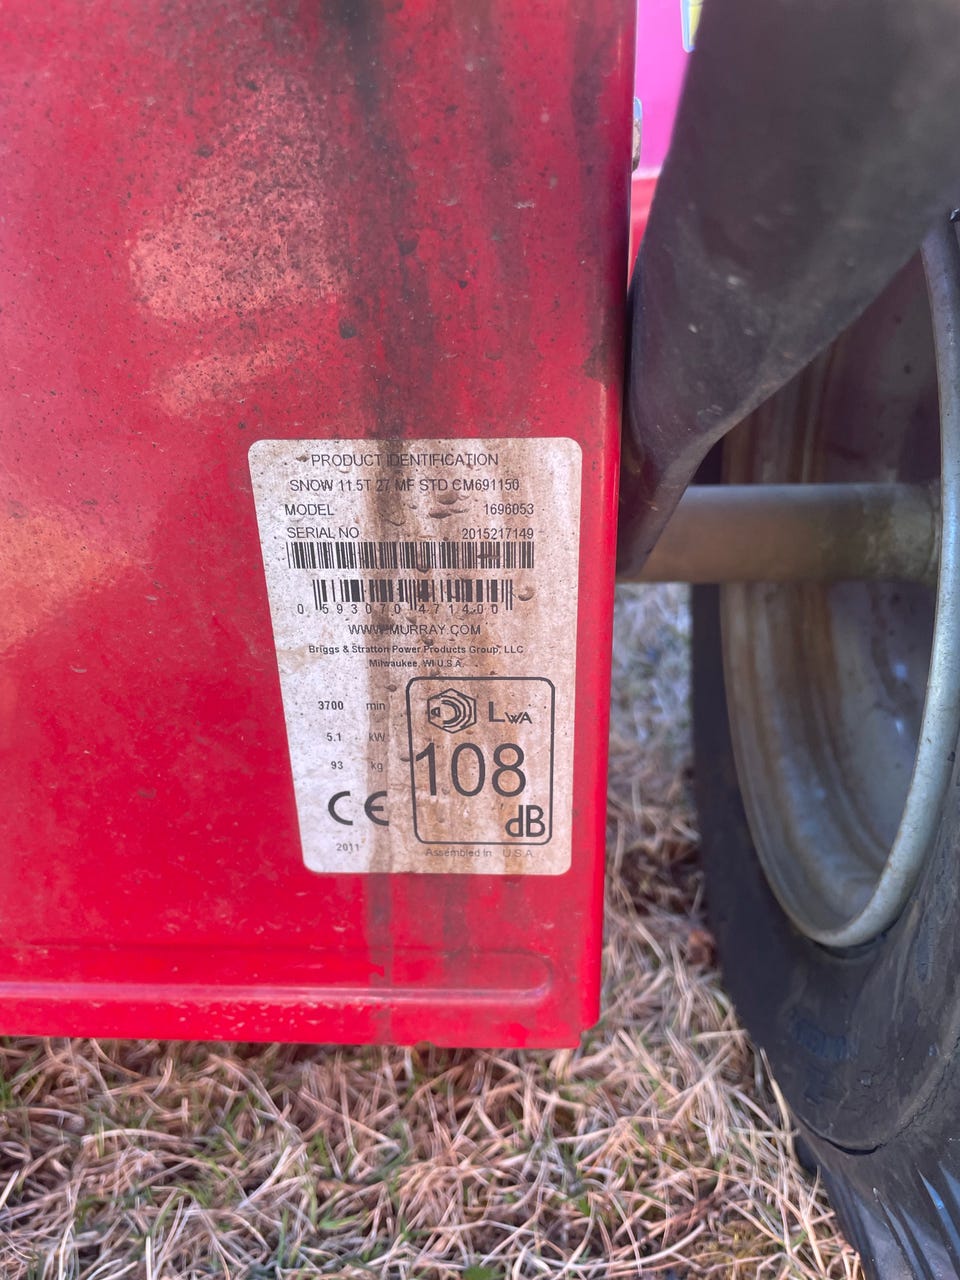 PRODUCT IDENTIFICATION
SNOW 11.5T 27 MF STD CM691150
MODEL 1696053
SERIAL NO 2015217149
0 593070 471400
WWW.MURRAY.COM
Briggs & Stratton Power Products Group, LLC
Milwaukee, WI U.S.A.
3700 min
5.1 kW
93 kg
LWA
108
dB
CE
2011
Assembled in U.S.A